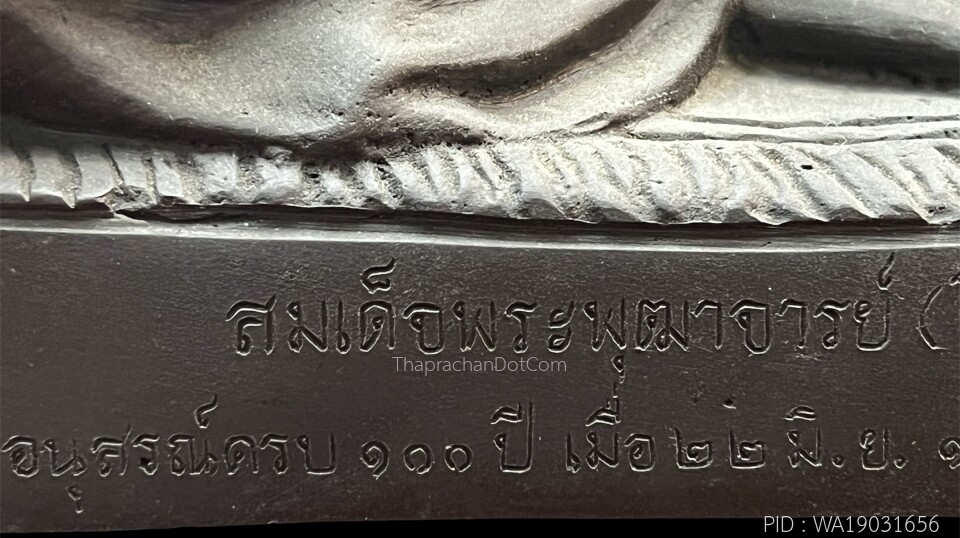 สมเด็จพระพุฒาจารย์ (
ThaprachanDotCom
อนุสรณ์ครบ ๑๐๐ ปี เมื่อ ๒๒ มิ.ย. ๑
PID : WA19031656